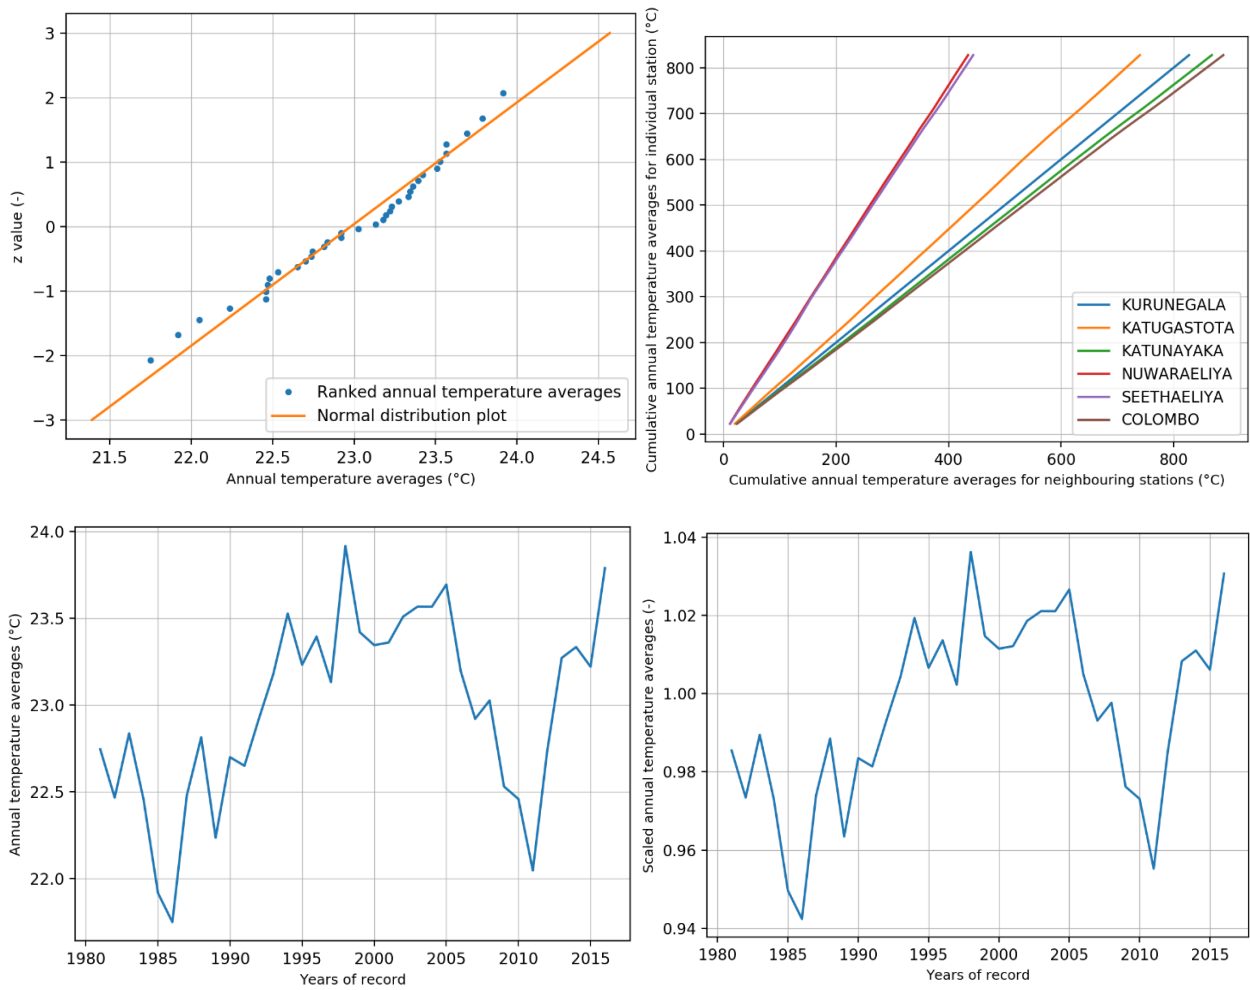 3
2
1
0
−1
−2
−3
z value (-)
Ranked annual temperature averages
Normal distribution plot
21.5 22.0 22.5 23.0 23.5 24.0 24.5
Annual temperature averages (°C)
Cumulative annual temperature averages for individual station (°C)
800
700
600
500
400
300
200
100
0
KURUNEGALA
KATUGASTOTA
KATUNAYAKA
NUWARAELIYA
SEETHAELIYA
COLOMBO
0 200 400 600 800
Cumulative annual temperature averages for neighbouring stations (°C)
24.0
23.5
23.0
22.5
22.0
Annual temperature averages (°C)
1980 1985 1990 1995 2000 2005 2010 2015
Years of record
1.04
1.02
1.00
0.98
0.96
0.94
Scaled annual temperature averages (-)
1980 1985 1990 1995 2000 2005 2010 2015
Years of record